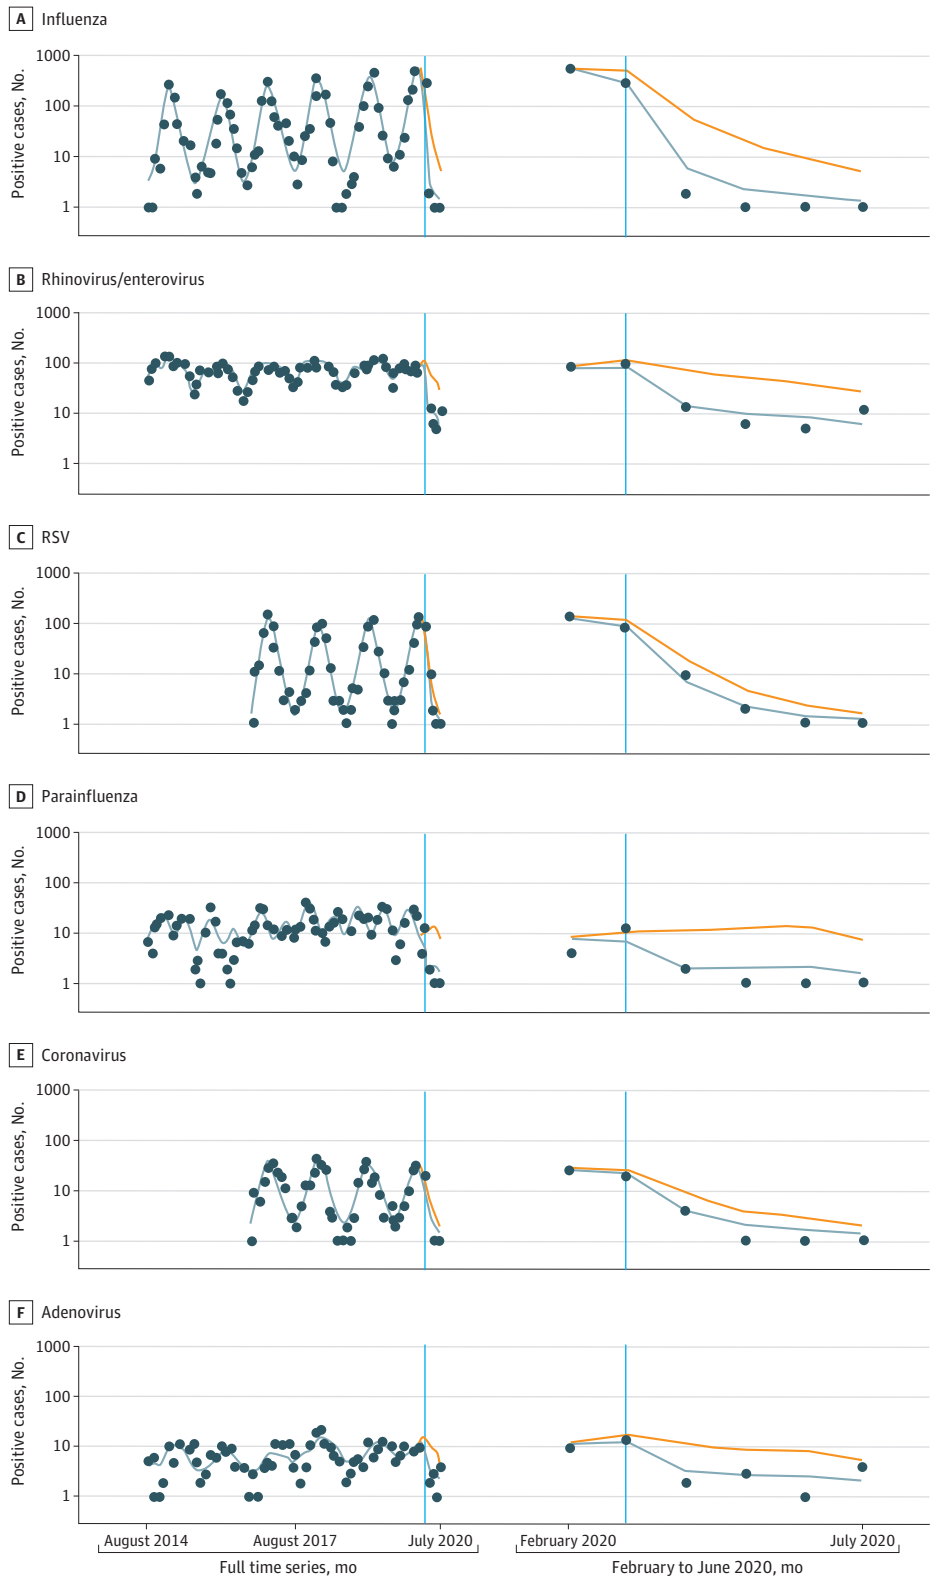 A Influenza
Positive cases, No.
1000
100
10
1
B Rhinovirus/enterovirus
Positive cases, No.
1000
100
10
1
C RSV
Positive cases, No.
1000
100
10
1
D Parainfluenza
Positive cases, No.
1000
100
10
1
E Coronavirus
Positive cases, No.
1000
100
10
1
F Adenovirus
Positive cases, No.
1000
100
10
1
August 2014 August 2017 July 2020 February 2020 July 2020
Full time series, mo February to June 2020, mo